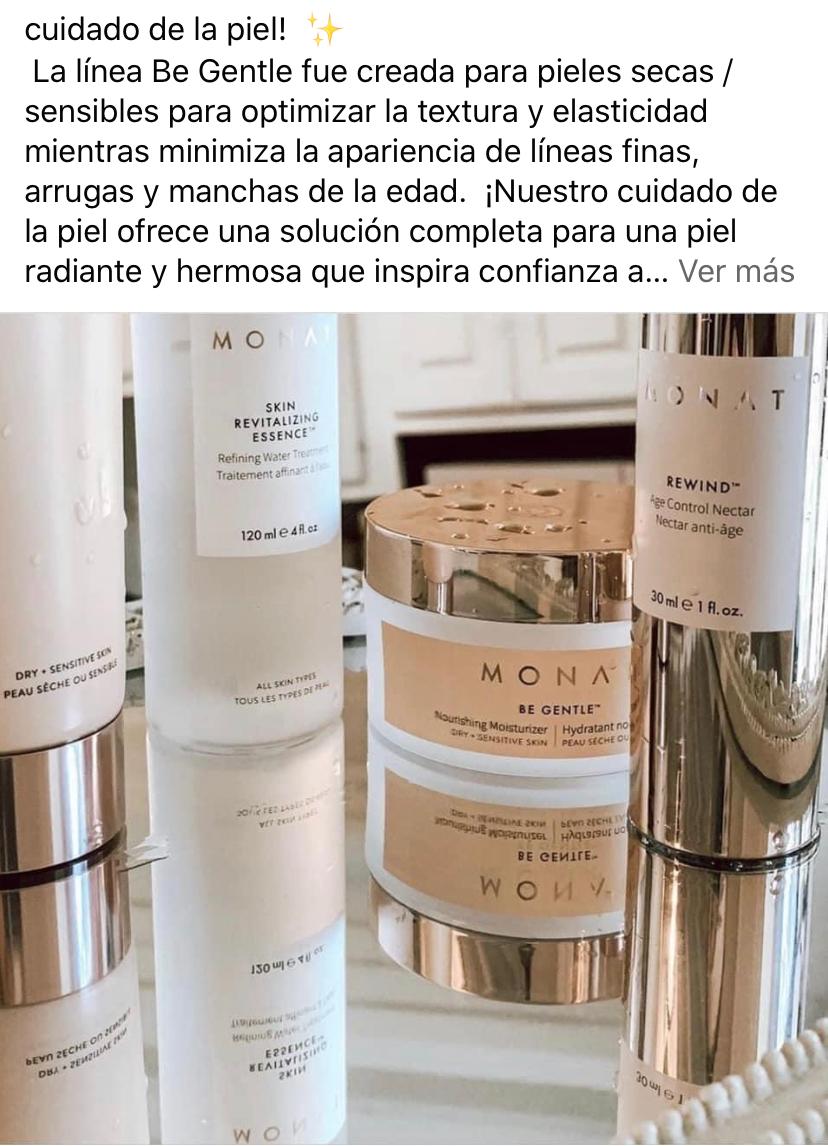 cuidado de la piel! ✨
La línea Be Gentle fue creada para pieles secas /
sensibles para optimizar la textura y elasticidad
mientras minimiza la apariencia de líneas finas,
arrugas y manchas de la edad. ¡Nuestro cuidado de
la piel ofrece una solución completa para una piel
radiante y hermosa que inspira confianza a... Ver más
DRY + SENSITIVE SKIN
PEAU SÈCHE OU SENSIBLE
MONAT
SKIN
REVITALIZING
ESSENCE™
Refining Water Treatment
Traitement affinant à
120 ml e 4 fl. oz
ALL SKIN TYPES
TOUS LES TYPES DE PEAU
MONA
BE GENTLE™
Nourishing Moisturizer | Hydratant no
DRY + SENSITIVE SKIN | PEAU SÈCHE OU
MONAT
REWIND™
Age Control Nectar
Nectar anti-âge
30 ml e 1 fl. oz.